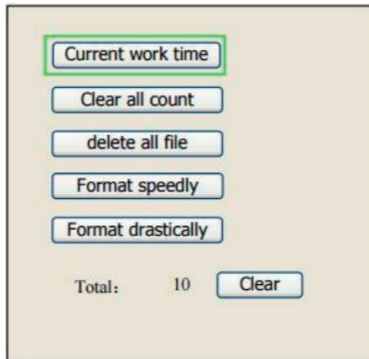 Current work time
Clear all count
delete all file
Format speedly
Format drastically
Total： 10 Clear